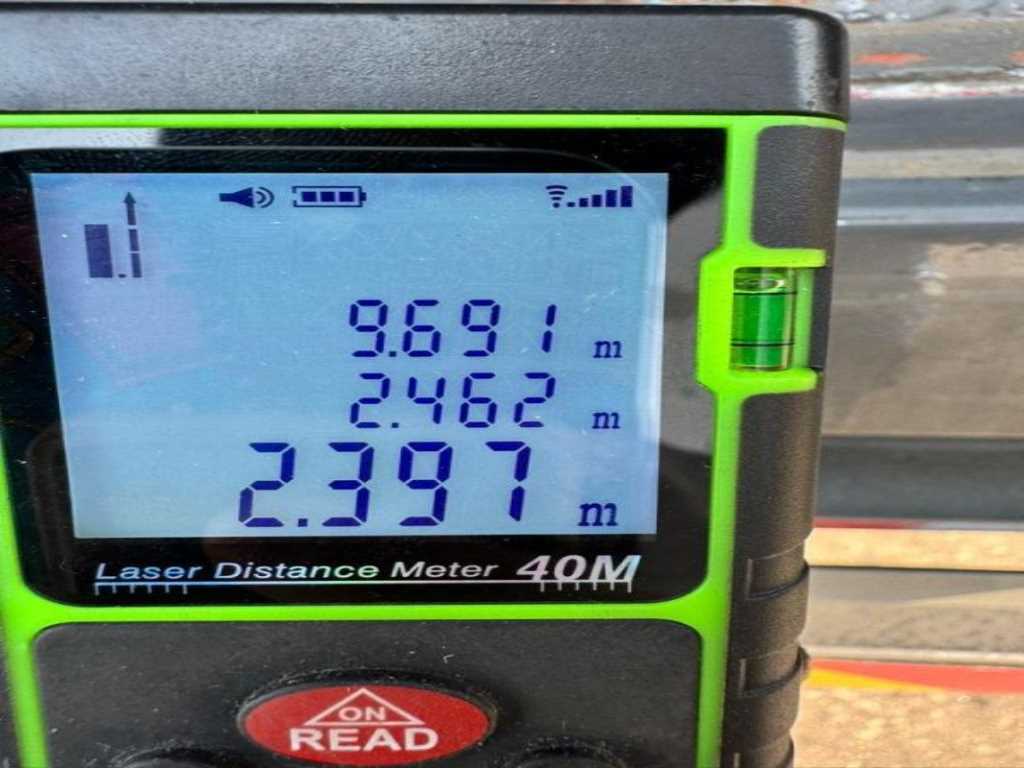 9.691 m
2.462 m
2.397 m
Laser Distance Meter 40M
ON
READ